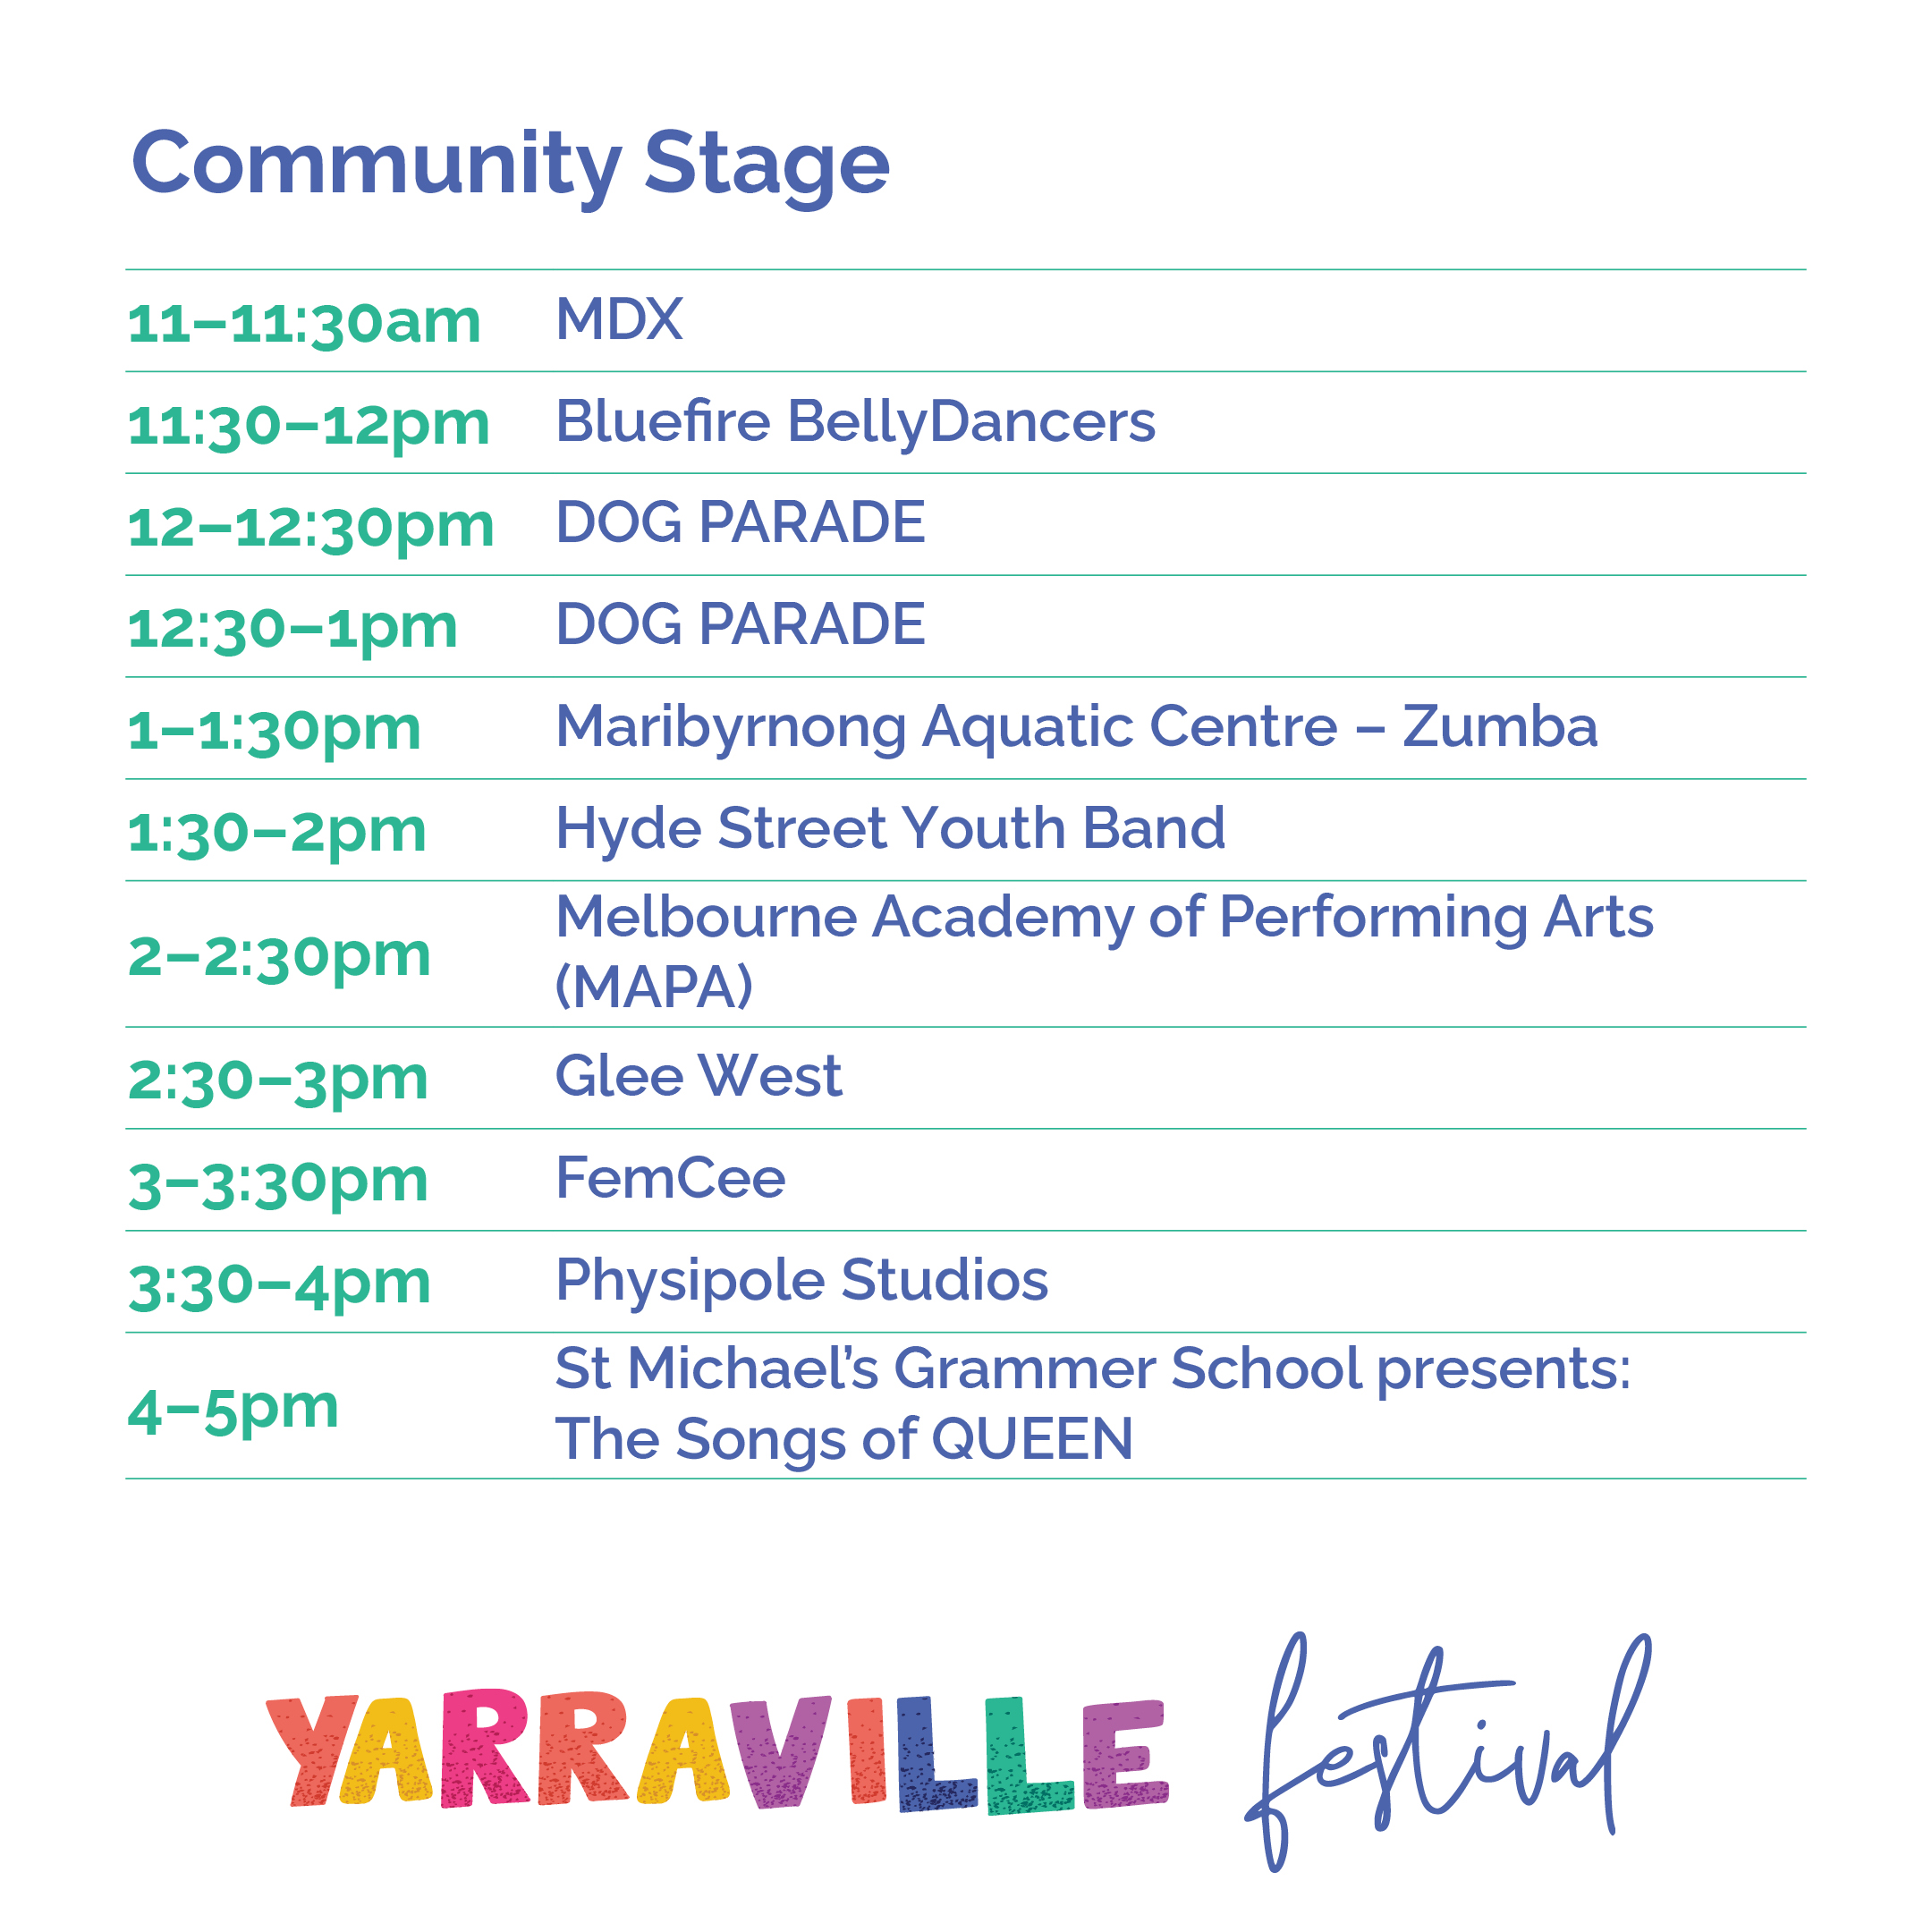 Community Stage
11–11:30am MDX
11:30–12pm Bluefire BellyDancers
12–12:30pm DOG PARADE
12:30–1pm DOG PARADE
1–1:30pm Maribyrnong Aquatic Centre – Zumba
1:30–2pm Hyde Street Youth Band
2–2:30pm Melbourne Academy of Performing Arts
(MAPA)
2:30–3pm Glee West
3–3:30pm FemCee
3:30–4pm Physipole Studios
4–5pm St Michael’s Grammer School presents:
The Songs of QUEEN
YARRAVILLE festival